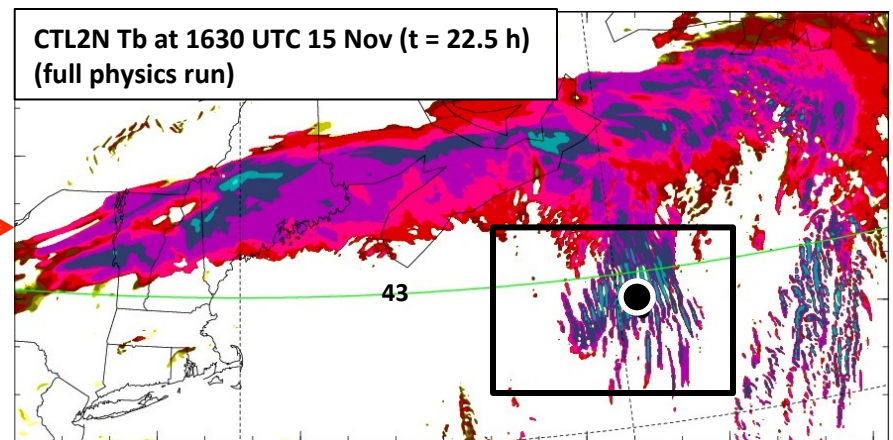 CTL2N Tb at 1630 UTC 15 Nov (t = 22.5 h)
(full physics run)
43